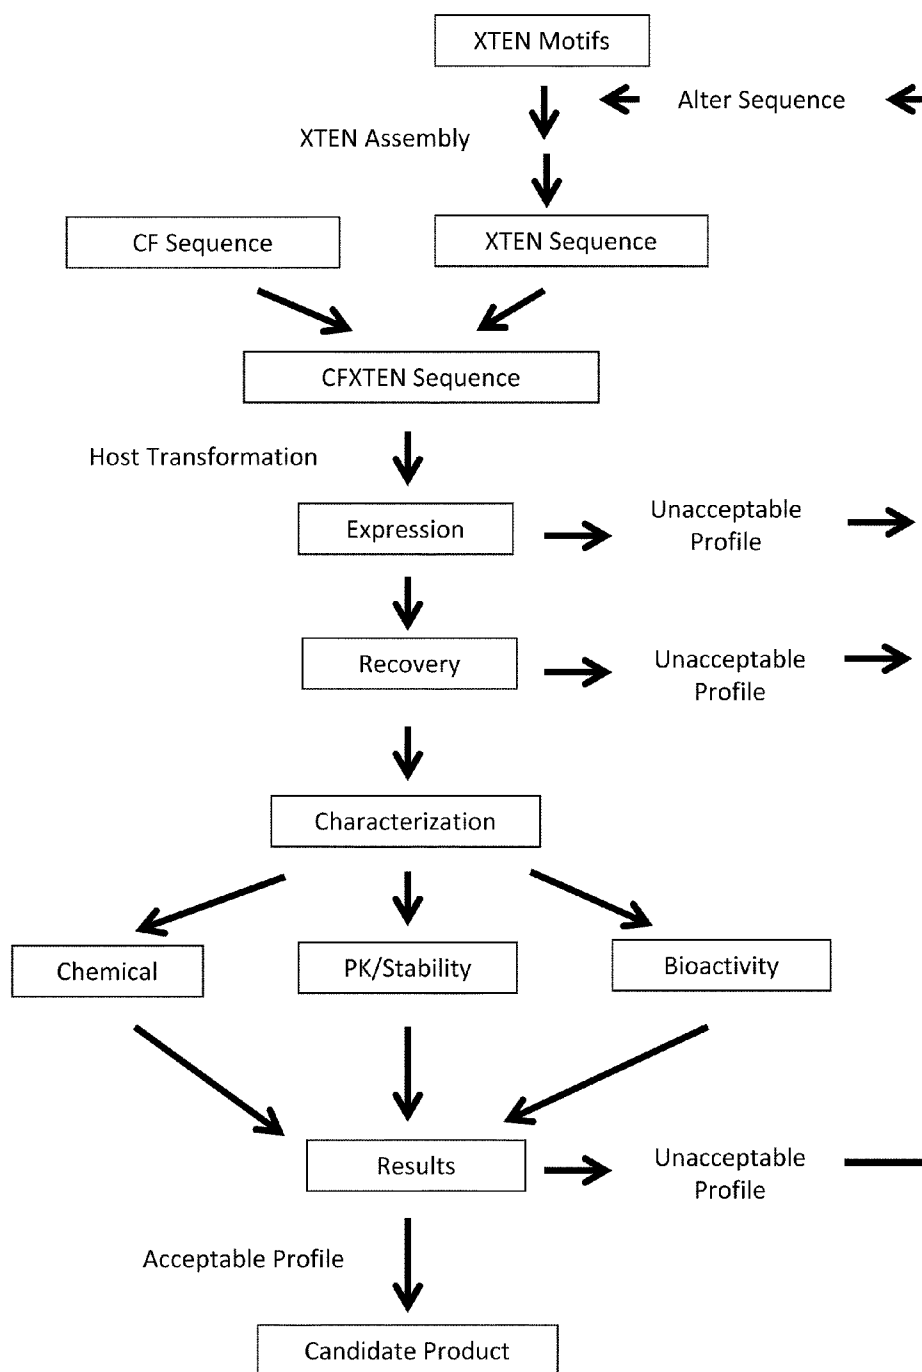 XTEN Motifs
Alter Sequence
XTEN Assembly
CF Sequence
XTEN Sequence
CFXTEN Sequence
Host Transformation
Expression
Unacceptable
Profile
Recovery
Unacceptable
Profile
Characterization
Chemical
PK/Stability
Bioactivity
Results
Unacceptable
Profile
Acceptable Profile
Candidate Product